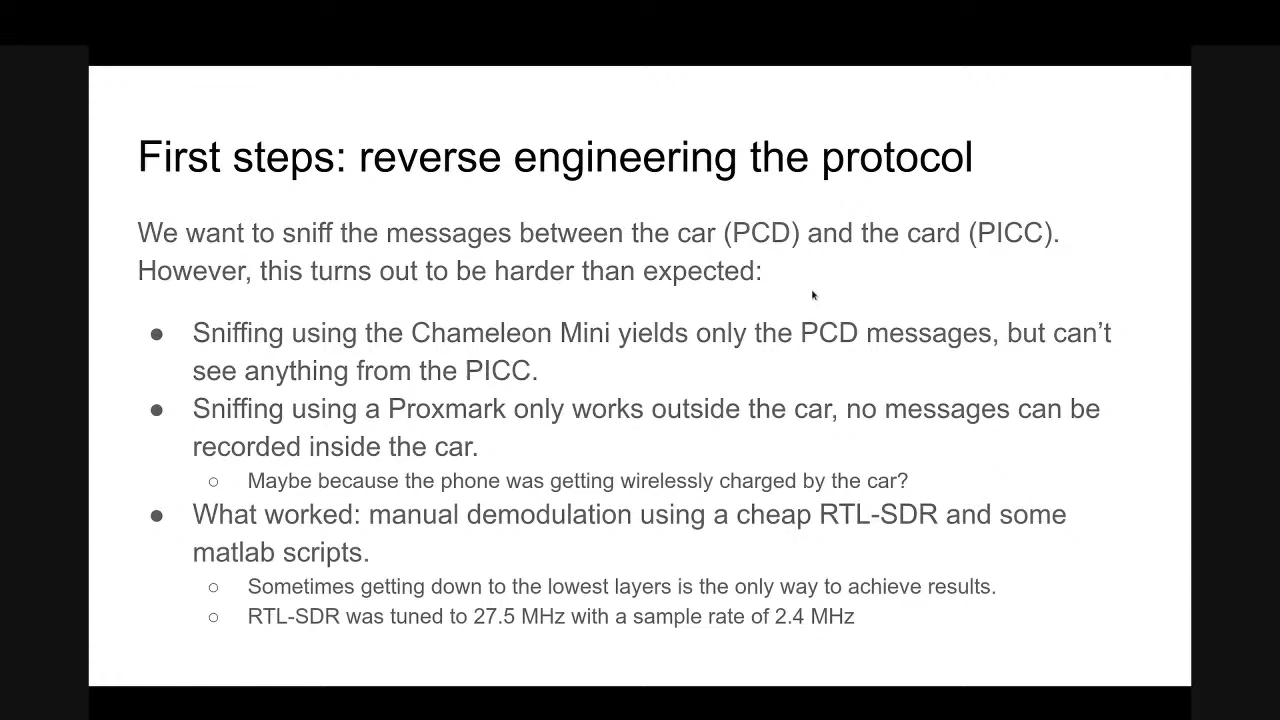 First steps: reverse engineering the protocol
We want to sniff the messages between the car (PCD) and the card (PICC).
However, this turns out to be harder than expected:
● Sniffing using the Chameleon Mini yields only the PCD messages, but can’t
see anything from the PICC.
● Sniffing using a Proxmark only works outside the car, no messages can be
recorded inside the car.
○ Maybe because the phone was getting wirelessly charged by the car?
● What worked: manual demodulation using a cheap RTL-SDR and some
matlab scripts.
○ Sometimes getting down to the lowest layers is the only way to achieve results.
○ RTL-SDR was tuned to 27.5 MHz with a sample rate of 2.4 MHz